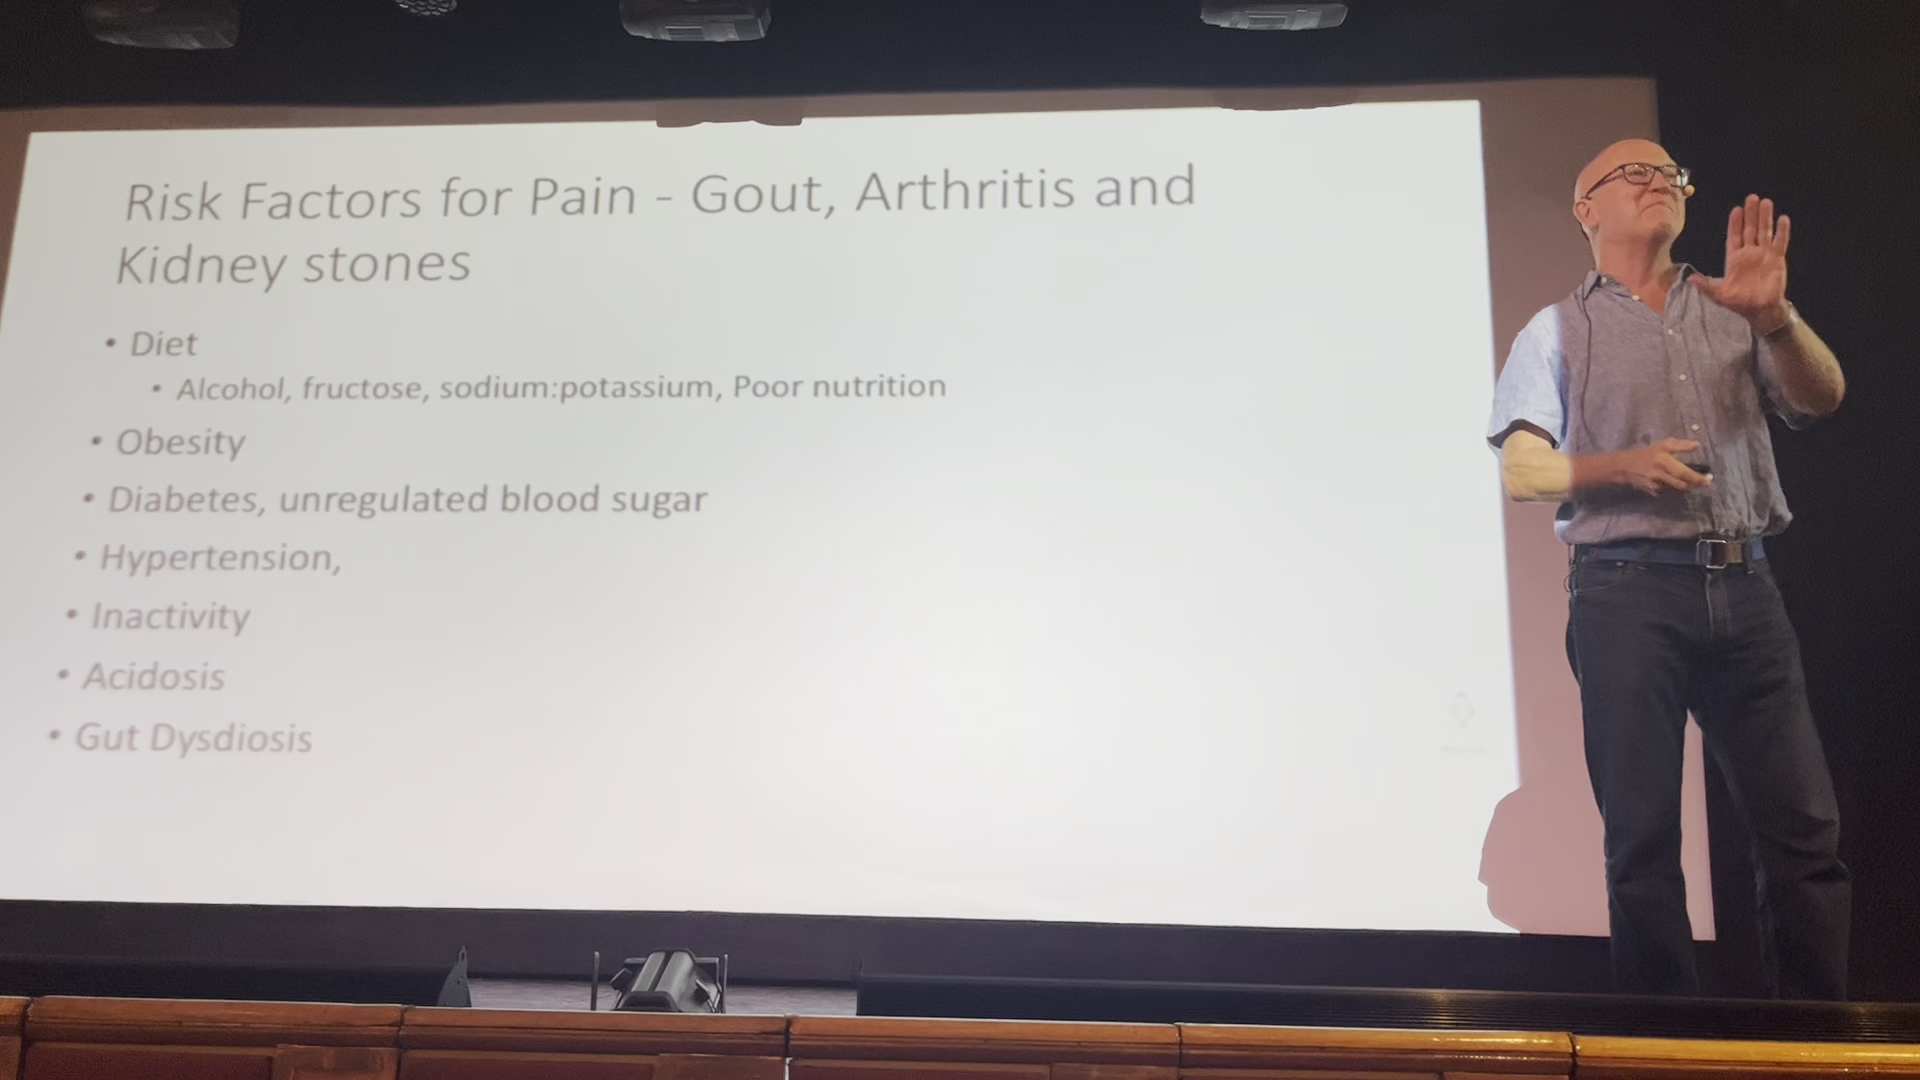 Risk Factors for Pain - Gout, Arthritis and
Kidney stones
• Diet
• Alcohol, fructose, sodium:potassium, Poor nutrition
• Obesity
• Diabetes, unregulated blood sugar
• Hypertension,
• Inactivity
• Acidosis
• Gut Dysdiosis